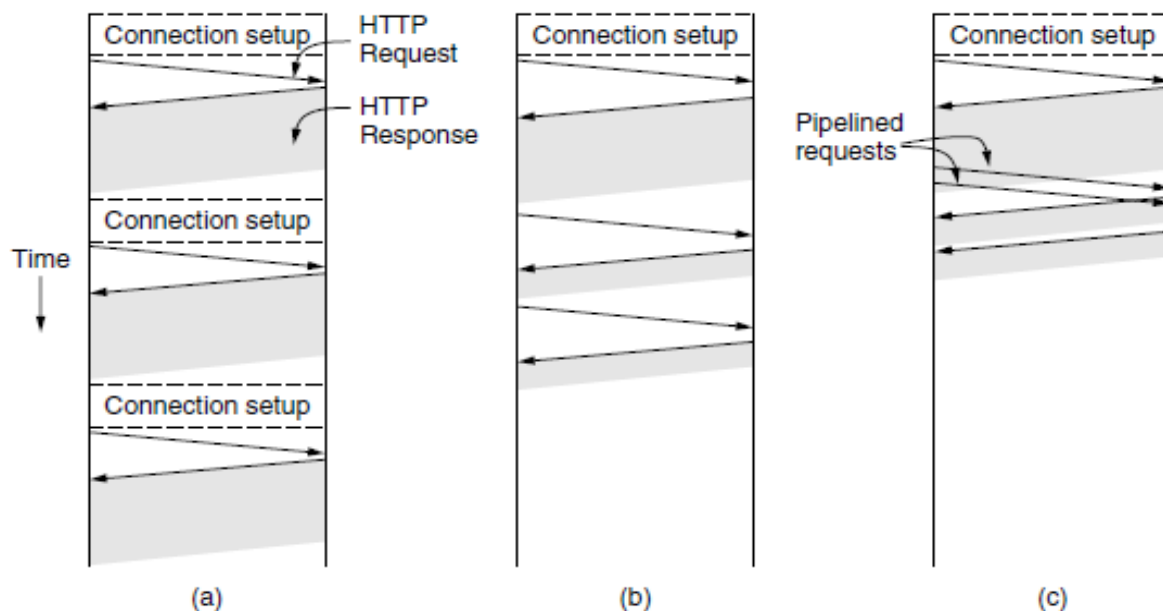 Connection setup
HTTP
Request
HTTP
Response
Connection setup
Time
Connection setup
(a)
Connection setup
(b)
Connection setup
Pipelined
requests
(c)